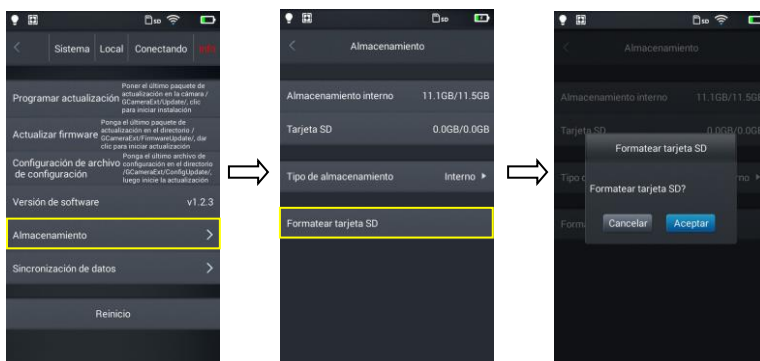 SD
Sistema Local Conectando Info
Programar actualización
Poner el último paquete de
actualización en la cámara /
GCameraExt/Update/, clic
para iniciar instalación
Actualizar firmware
Ponga el último paquete de
actualización en el directorio /
GCameraExt/FirmwareUpdate/, dar
clic para iniciar actualización
Configuración de archivo
de configuración
Ponga el último archivo de
configuración en el directorio
/GCameraExt/ConfigUpdate/,
luego inicie la actualización
Versión de software v1.2.3
Almacenamiento
Sincronización de datos
Reinicio
SD
Almacenamiento
Almacenamiento interno 11.1GB/11.5GB
Tarjeta SD 0.0GB/0.0GB
Tipo de almacenamiento Interno
Formatear tarjeta SD
SD
Almacenamiento
Almacenamiento interno 11.1GB/11.5GB
Tarjeta SD 0.0GB/0.0GB
Formatear tarjeta SD
Tipo
Formatear tarjeta SD?
Cancelar Aceptar